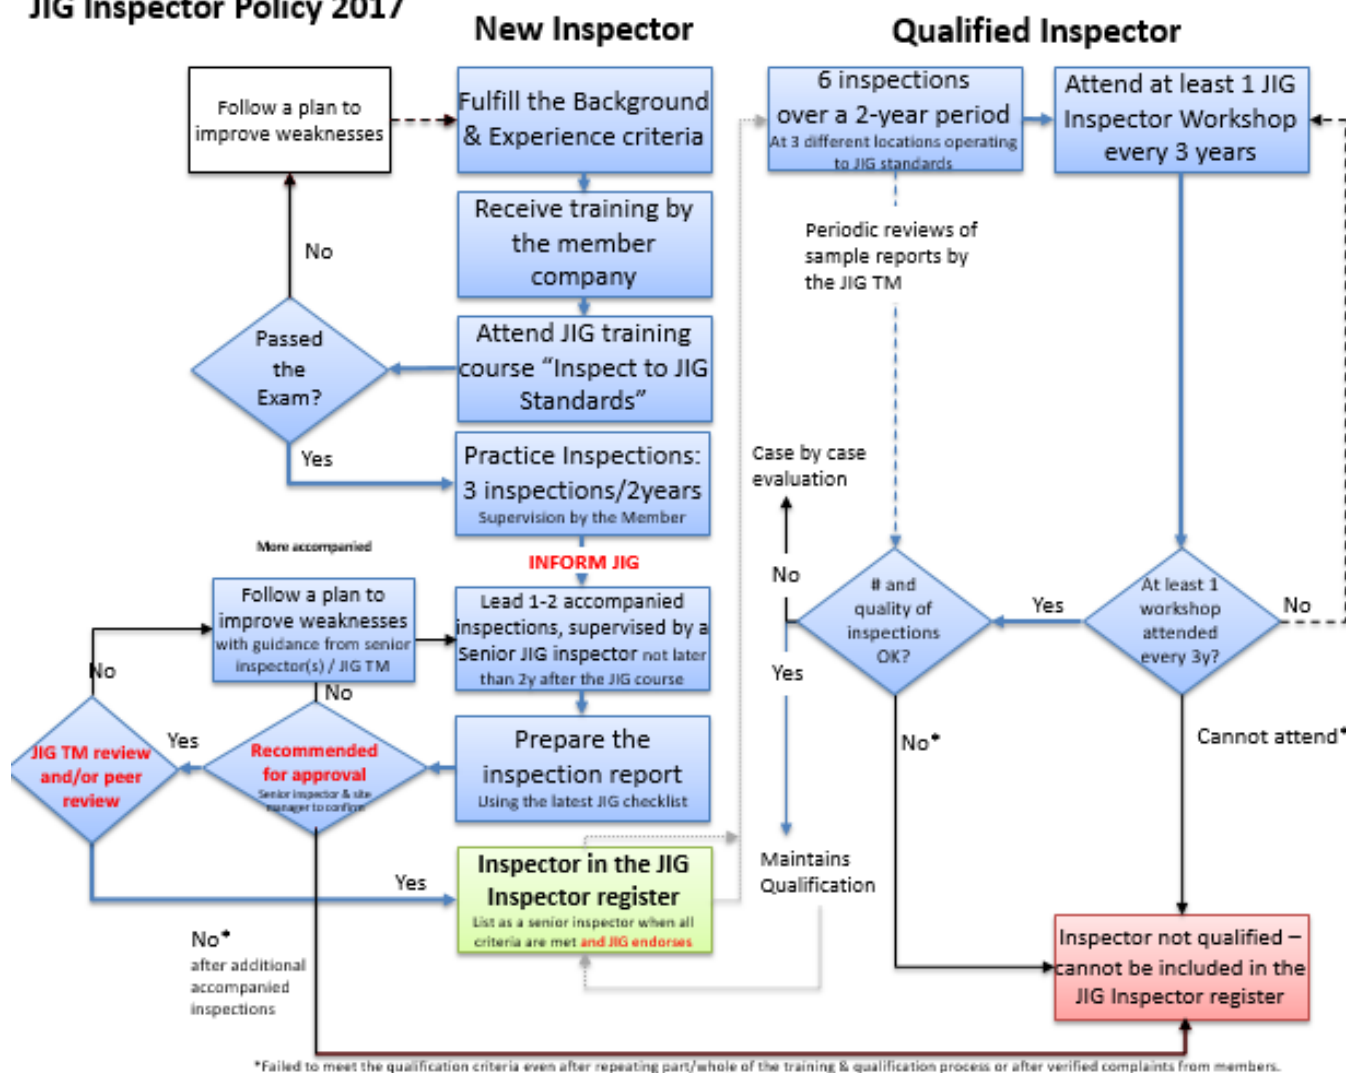 JIG Inspector Policy 2017
New Inspector
Qualified Inspector
Follow a plan to
improve weaknesses
Fulfill the Background
& Experience criteria
6 inspections
over a 2-year period
At 3 different locations operating
to JIG standards
Attend at least 1 JIG
Inspector Workshop
every 3 years
Receive training by
the member
company
Periodic reviews of
sample reports by
the JIG TM
No
Passed
the
Exam?
Attend JIG training
course “Inspect to JIG
Standards”
Yes
Practice Inspections:
3 inspections/2years
Supervision by the Member
Case by case
evaluation
More accompanied
INFORM JIG
No
# and
quality of
inspections
OK?
Yes
At least 1
workshop
attended
every 3y?
No
Follow a plan to
improve weaknesses
with guidance from senior
inspector(s) / JIG TM
Lead 1-2 accompanied
inspections, supervised by a
Senior JIG inspector not later
than 2y after the JIG course
No
No
Yes
JIG TM review
and/or peer
review
Yes
Recommended
for approval
Senior inspector & site
manager to confirm
Prepare the
inspection report
Using the latest JIG checklist
No*
Cannot attend*
Yes
Inspector in the JIG
Inspector register
List as a senior inspector when all
criteria are met and JIG endorses
Maintains
Qualification
No*
after additional
accompanied
inspections
Inspector not qualified –
cannot be included in the
JIG Inspector register
*Failed to meet the qualification criteria even after repeating part/whole of the training & qualification process or after verified complaints from members.